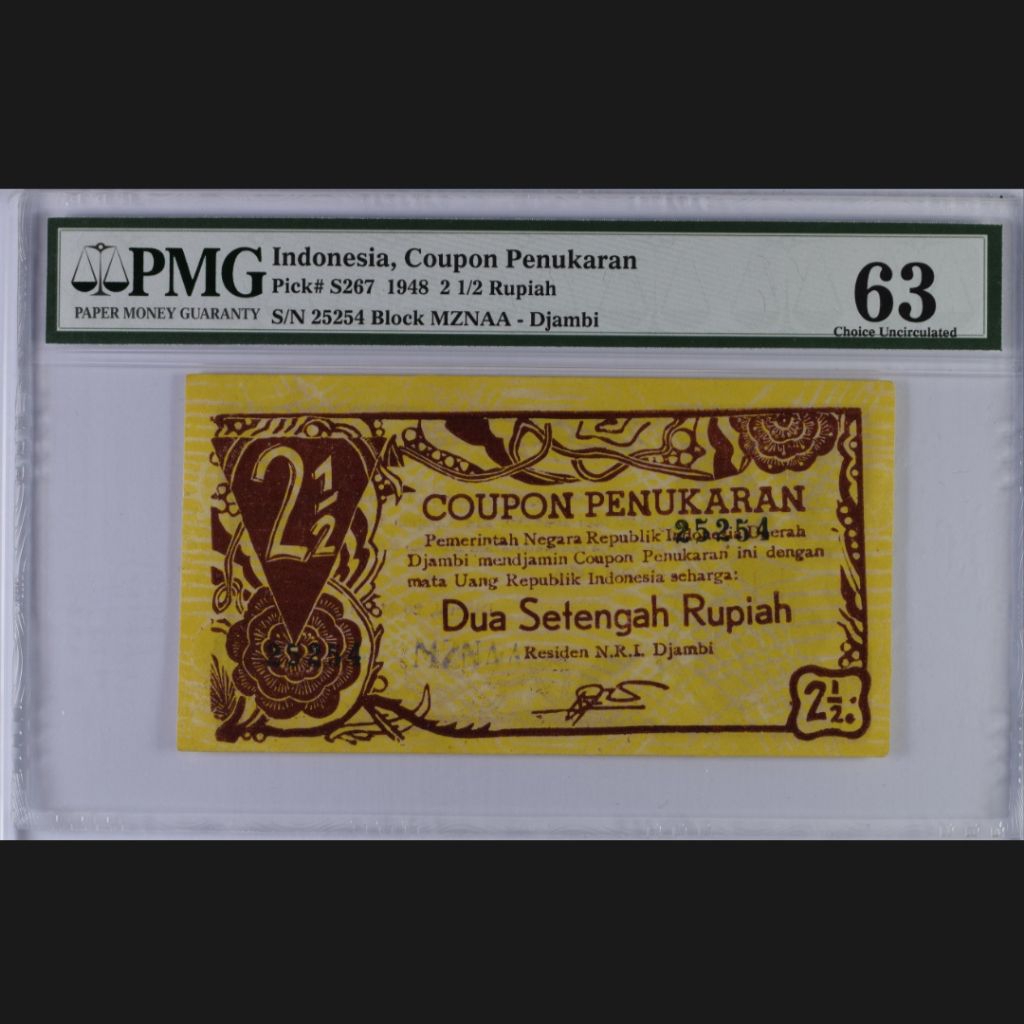 PMG
PAPER MONEY GUARANTY
Indonesia, Coupon Penukaran
Pick# S267 1948 2 1/2 Rupiah
S/N 25254 Block MZNAA - Djambi
63
Choice Uncirculated
2 1/2
COUPON PENUKARAN
25254
Pemerintah Negara Republik Indonesia Daerah
Djambi mendjamin Coupon Penukaran ini dengan
mata Uang Republik Indonesia seharga:
Dua Setengah Rupiah
25254
MZNAA
Residen N.R.I. Djambi
2 1/2